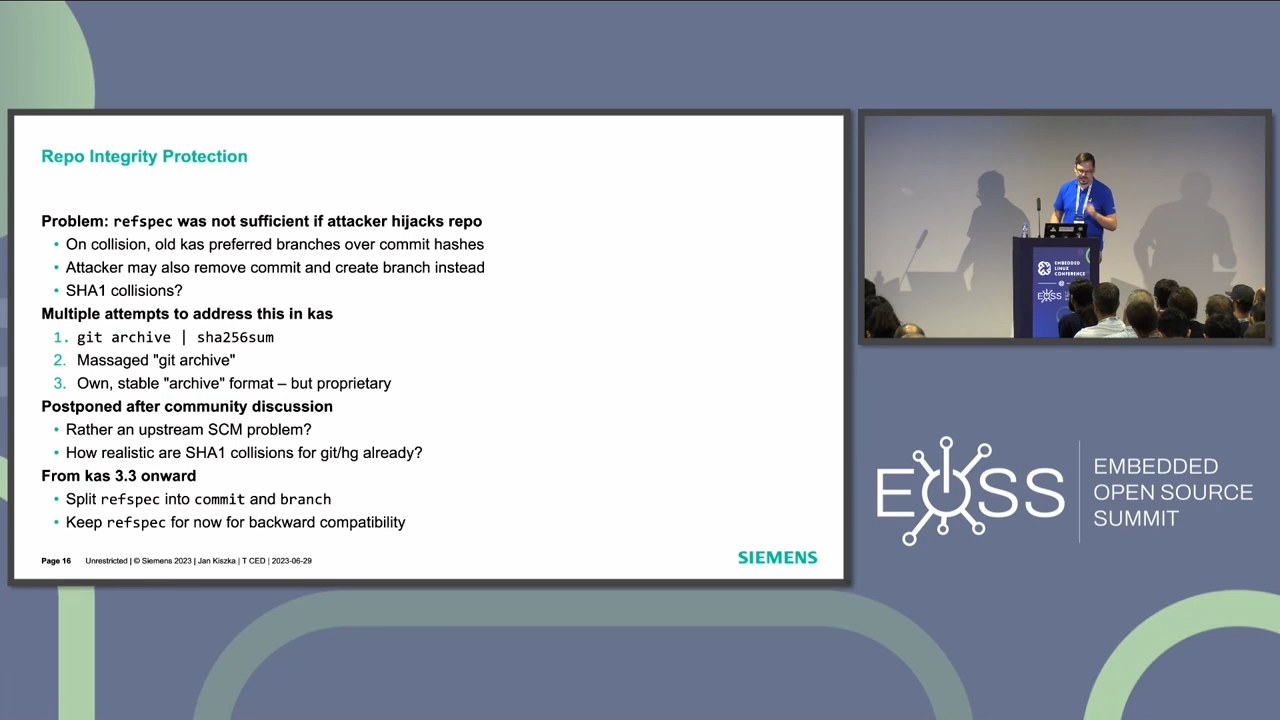 Repo Integrity Protection
Problem: refspec was not sufficient if attacker hijacks repo
• On collision, old kas preferred branches over commit hashes
• Attacker may also remove commit and create branch instead
• SHA1 collisions?
Multiple attempts to address this in kas
1. git archive | sha256sum
2. Massaged "git archive"
3. Own, stable "archive" format – but proprietary
Postponed after community discussion
• Rather an upstream SCM problem?
• How realistic are SHA1 collisions for git/hg already?
From kas 3.3 onward
• Split refspec into commit and branch
• Keep refspec for now for backward compatibility
Page 16 Unrestricted | © Siemens 2023 | Jan Kiszka | T CED | 2023-06-29
SIEMENS
EMBEDDED
LINUX
CONFERENCE
EOSS
EOSS
EMBEDDED
OPEN SOURCE
SUMMIT